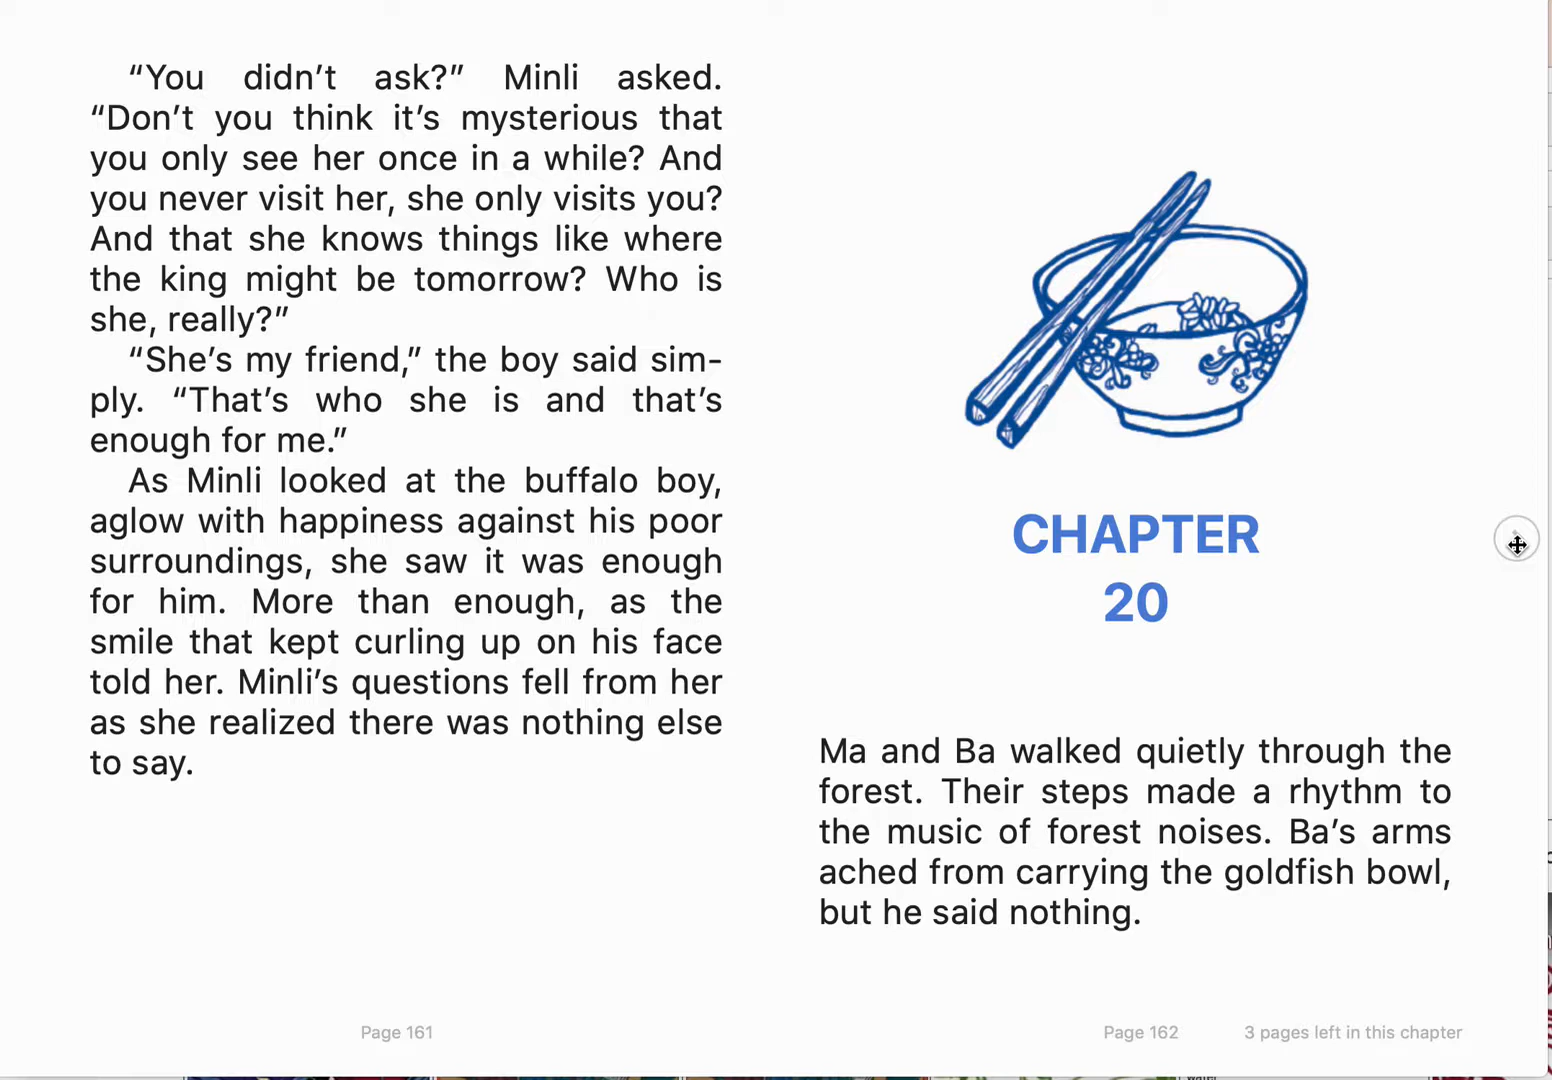 “You didn’t ask?” Minli asked.
“Don’t you think it’s mysterious that
you only see her once in a while? And
you never visit her, she only visits you?
And that she knows things like where
the king might be tomorrow? Who is
she, really?”
“She’s my friend,” the boy said sim-
ply. “That’s who she is and that’s
enough for me.”
As Minli looked at the buffalo boy,
aglow with happiness against his poor
surroundings, she saw it was enough
for him. More than enough, as the
smile that kept curling up on his face
told her. Minli’s questions fell from her
as she realized there was nothing else
to say.
Page 161
CHAPTER
20
Ma and Ba walked quietly through the
forest. Their steps made a rhythm to
the music of forest noises. Ba’s arms
ached from carrying the goldfish bowl,
but he said nothing.
Page 162
3 pages left in this chapter